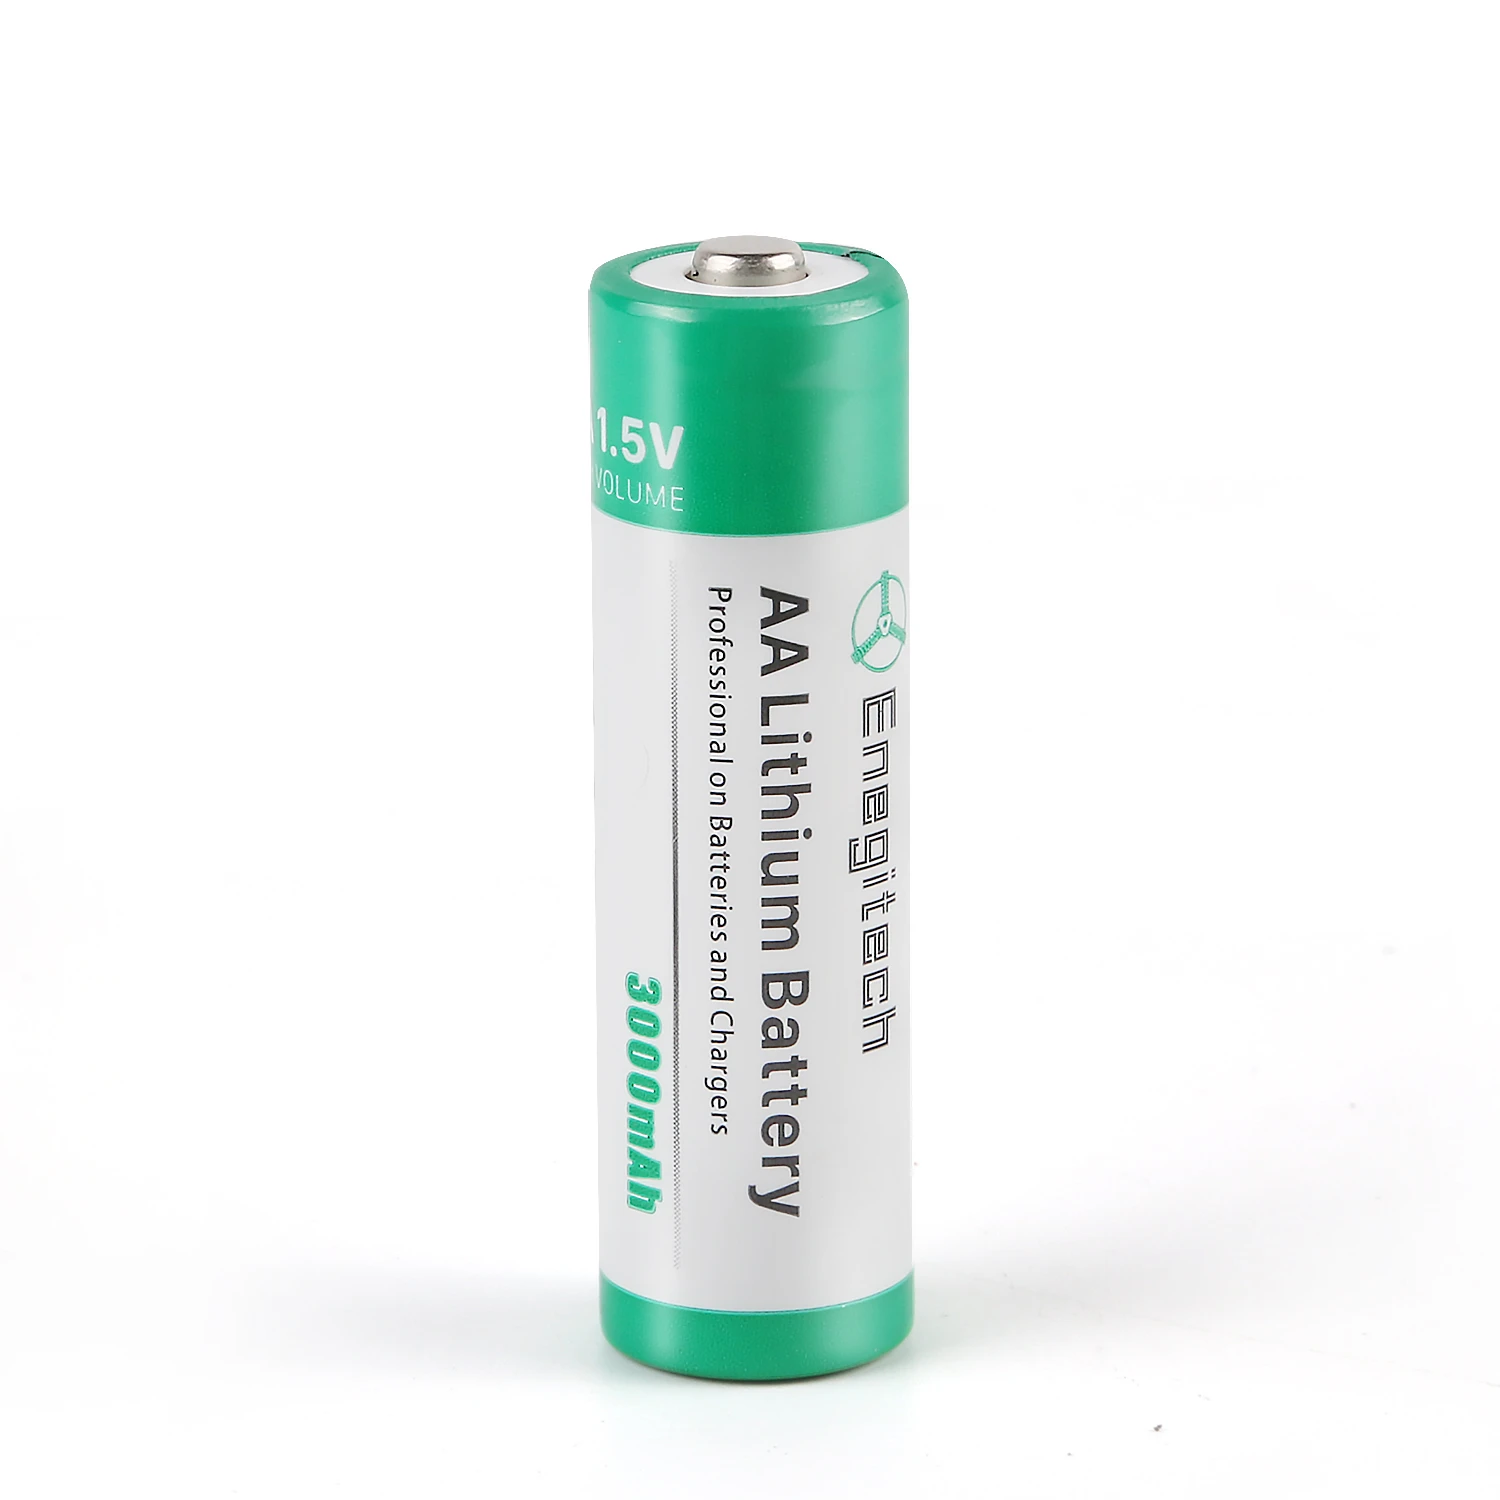 1.5V
VOLUME
Enegitech
AA Lithium Battery
Professional on Batteries and Chargers
3000mAh